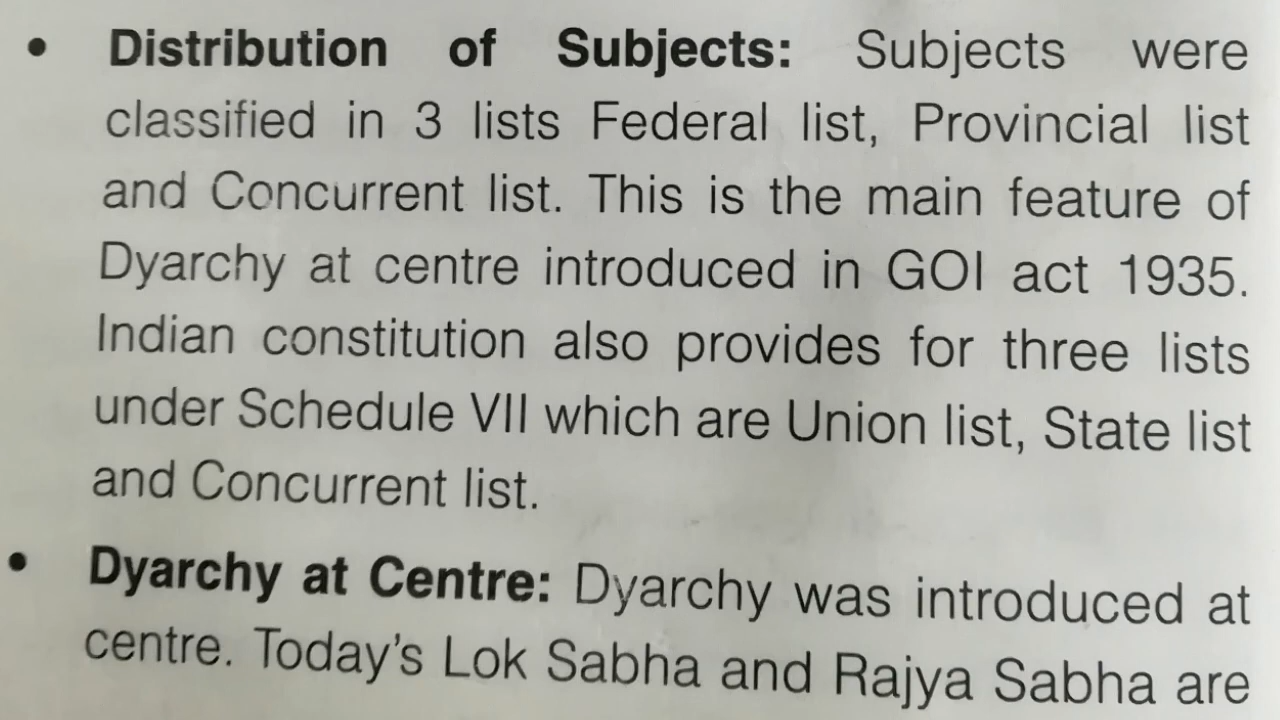 • Distribution of Subjects: Subjects were
classified in 3 lists Federal list, Provincial list
and Concurrent list. This is the main feature of
Dyarchy at centre introduced in GOI act 1935.
Indian constitution also provides for three lists
under Schedule VII which are Union list, State list
and Concurrent list.
• Dyarchy at Centre: Dyarchy was introduced at
centre. Today's Lok Sabha and Rajya Sabha are